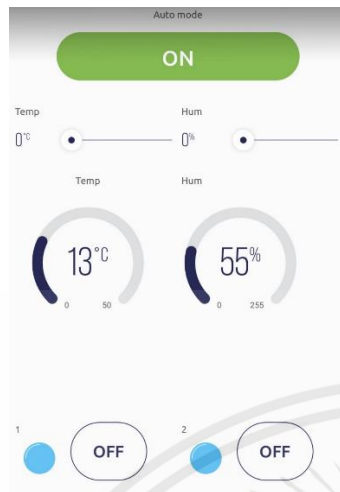 Auto mode
ON
Temp Hum
0°C 0%
Temp Hum
13°C 55%
0 50 0 255
1 2
OFF OFF